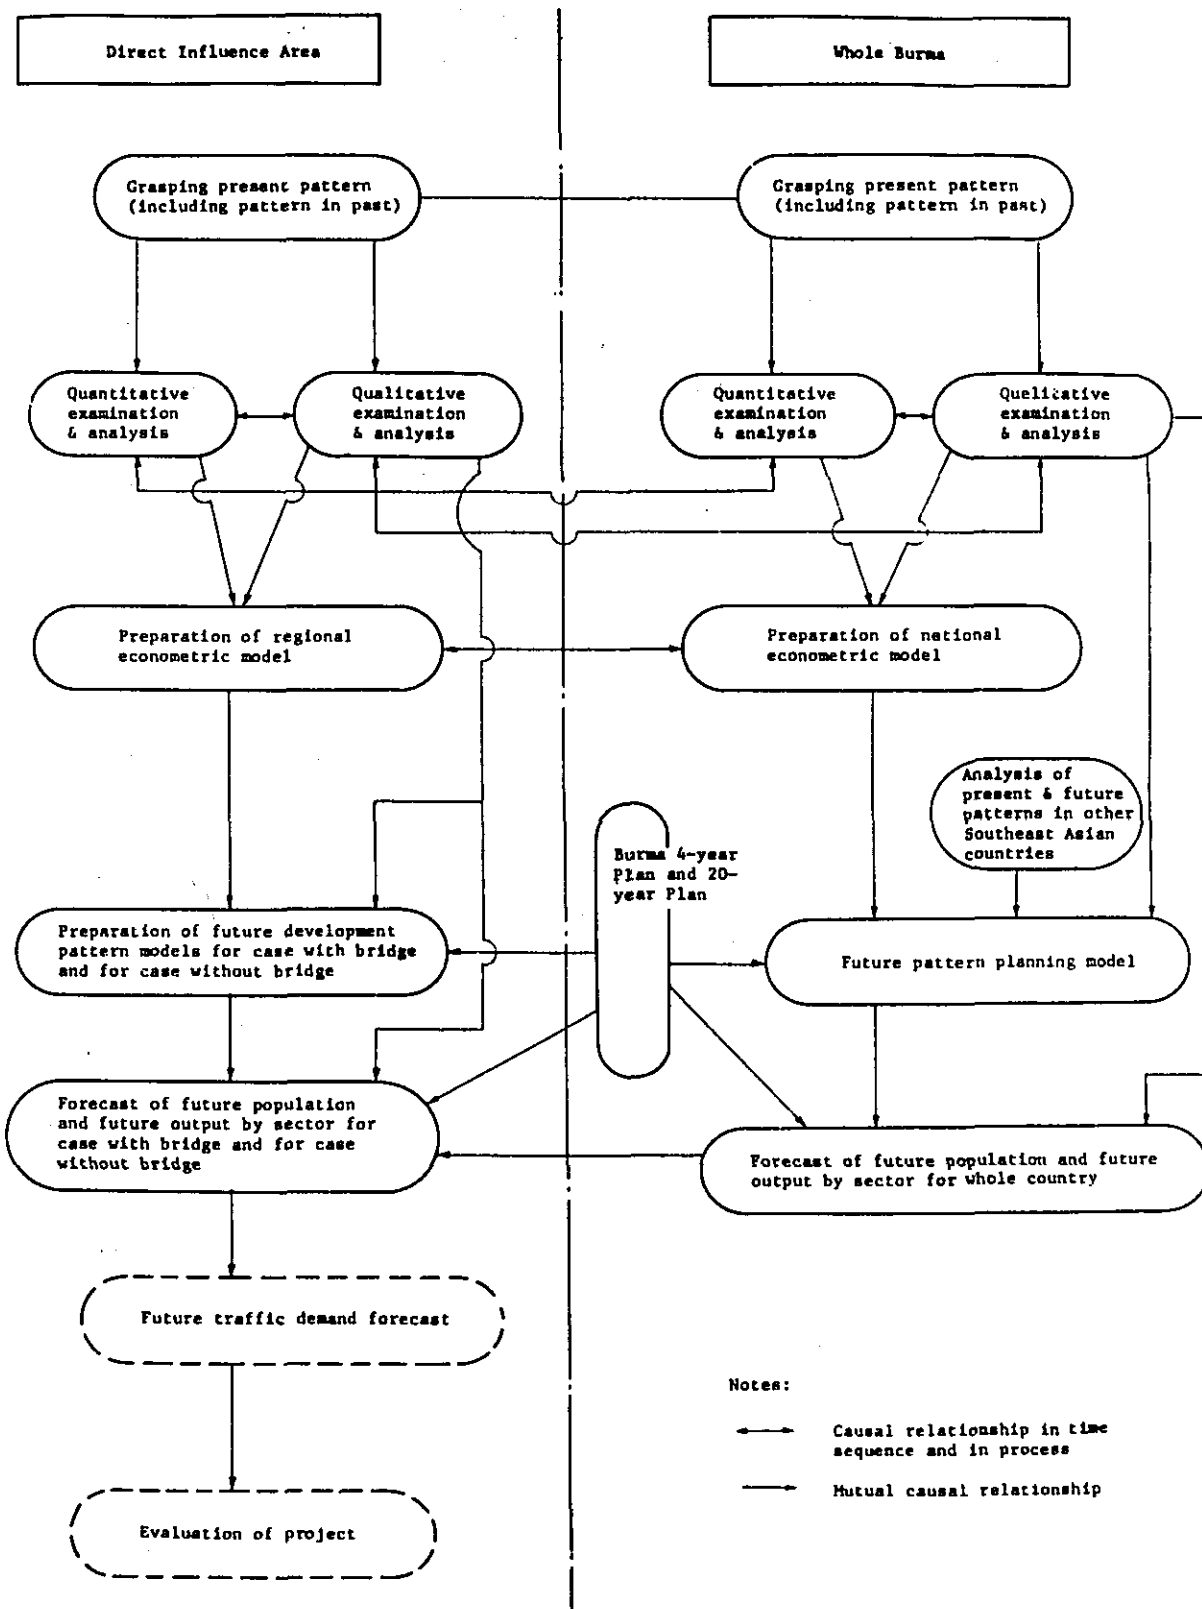 Direct Influence Area
Whole Burma
Grasping present pattern
(including pattern in past)
Grasping present pattern
(including pattern in past)
Quantitative
examination
& analysis
Qualitative
examination
& analysis
Quantitative
examination
& analysis
Quelitative
examination
& analysis
Preparation of regional
econometric model
Preparation of national
econometric model
Analysis of
present & future
patterns in other
Southeast Asian
countries
Burma 4-year
Plan and 20-
year Plan
Preparation of future development
pattern models for case with bridge
and for case without bridge
Future pattern planning model
Forecast of future population
and future output by sector for
case with bridge and for case
without bridge
Forecast of future population and future
output by sector for whole country
Future traffic demand forecast
Evaluation of project
Notes:
Causal relationship in time
sequence and in process
Mutual causal relationship